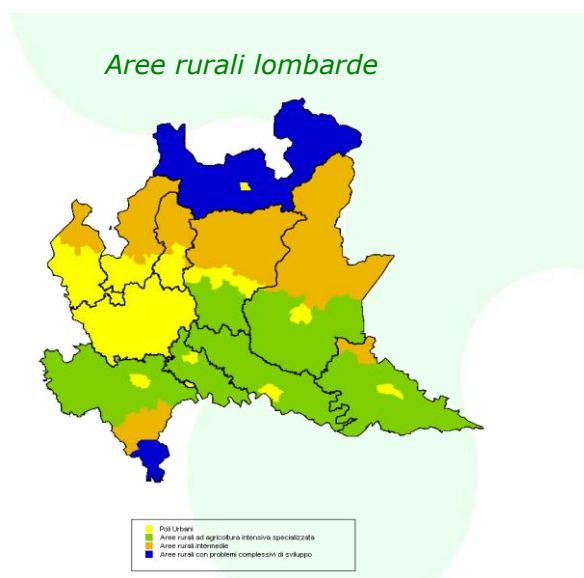 Aree rurali lombarde
Poli Urbani
Aree rurali ad agricoltura intensiva specializzata
Aree rurali intermedie
Aree rurali con problemi complessivi di sviluppo